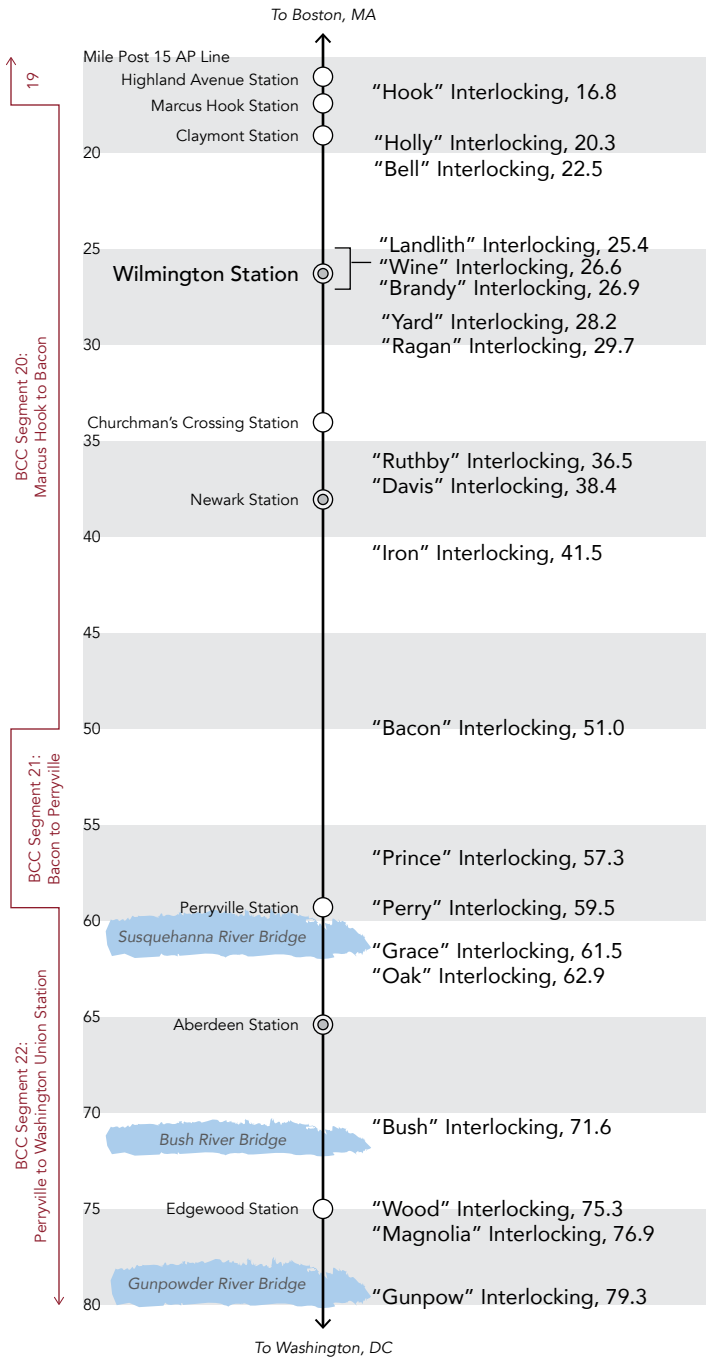 To Boston, MA
Mile Post 15 AP Line
19
Highland Avenue Station
“Hook” Interlocking, 16.8
Marcus Hook Station
Claymont Station
“Holly” Interlocking, 20.3
20
“Bell” Interlocking, 22.5
25
“Landlith” Interlocking, 25.4
Wilmington Station
“Wine” Interlocking, 26.6
“Brandy” Interlocking, 26.9
“Yard” Interlocking, 28.2
30
“Ragan” Interlocking, 29.7
BCC Segment 20:
Marcus Hook to Bacon
Churchman’s Crossing Station
35
“Ruthby” Interlocking, 36.5
“Davis” Interlocking, 38.4
Newark Station
40
“Iron” Interlocking, 41.5
45
50
“Bacon” Interlocking, 51.0
BCC Segment 21:
Bacon to Perryville
55
“Prince” Interlocking, 57.3
Perryville Station
“Perry” Interlocking, 59.5
60
Susquehanna River Bridge
“Grace” Interlocking, 61.5
“Oak” Interlocking, 62.9
65
Aberdeen Station
BCC Segment 22:
Perryville to Washington Union Station
70
“Bush” Interlocking, 71.6
Bush River Bridge
75
Edgewood Station
“Wood” Interlocking, 75.3
“Magnolia” Interlocking, 76.9
Gunpowder River Bridge
“Gunpow” Interlocking, 79.3
80
To Washington, DC